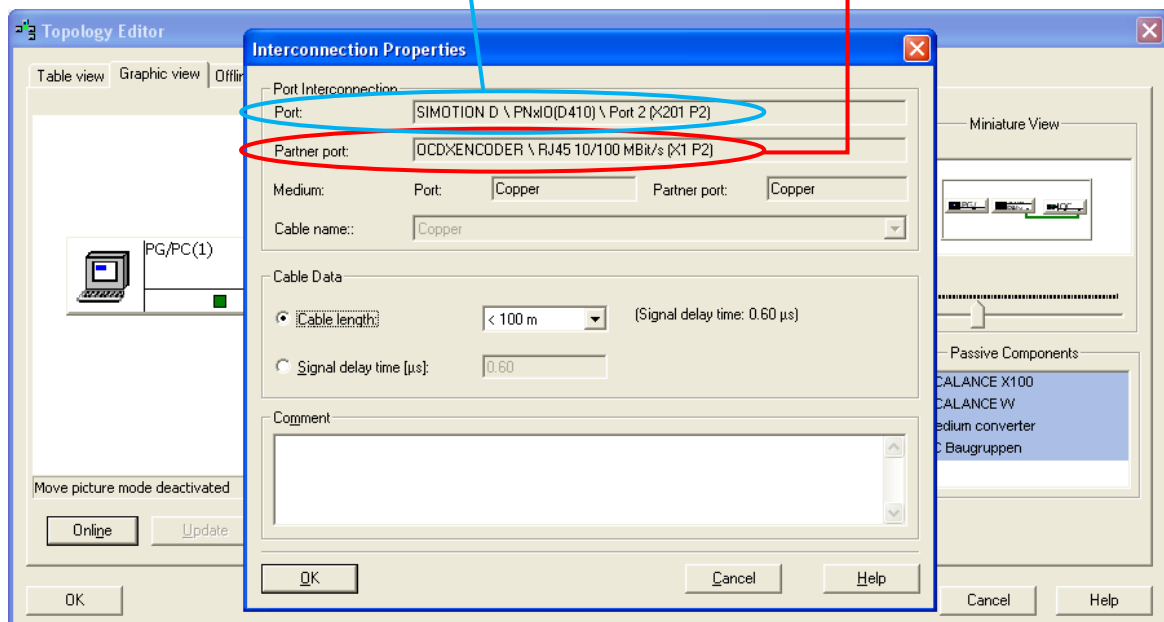 Topology Editor
Table view Graphic view Offlin
PG/PC(1)
Move picture mode deactivated
Online Update
OK
Interconnection Properties
Port Interconnection
Port: SIMOTION D \ PNxIO(D410) \ Port 2 (X201 P2)
Partner port: OCDXENCODER \ RJ45 10/100 MBit/s (X1 P2)
Medium: Port: Copper Partner port: Copper
Cable name:: Copper
Cable Data
Cable length: < 100 m (Signal delay time: 0.60 µs)
Signal delay time [µs]: 0.60
Comment
OK Cancel Help
Miniature View
Passive Components
CALANCE X100
CALANCE W
edium converter
C Baugruppen
Cancel Help